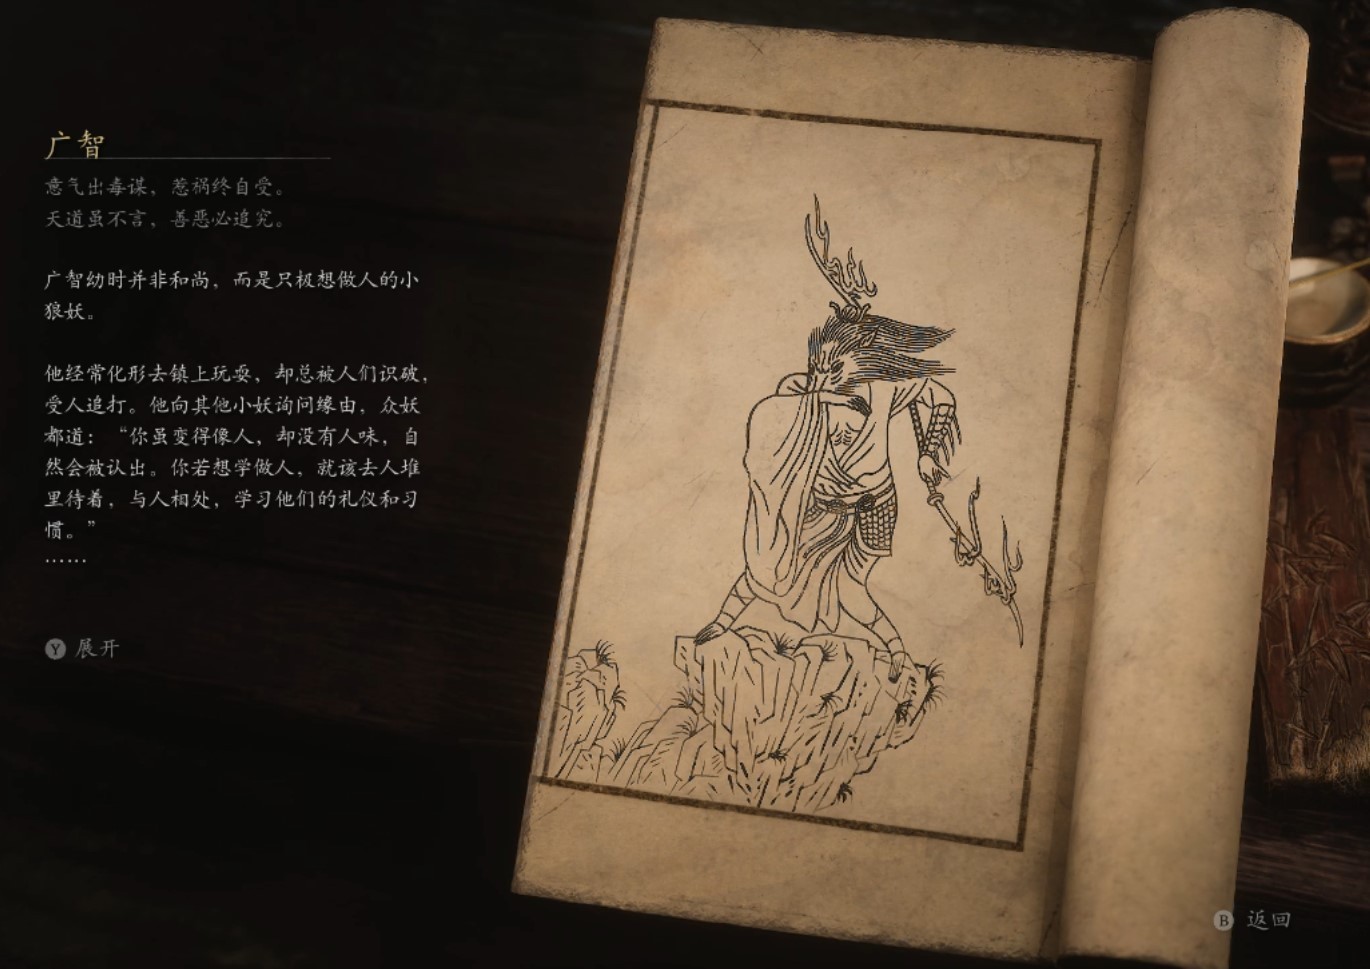 广智
意气出毒谋，惹祸终自受。
天道虽不言，善恶必追究。
广智幼时并非和尚，而是只极想做人的小
狼妖。
他经常化形去镇上玩耍，却总被人们识破，
受人追打。他向其他小妖询问缘由，众妖
都道：“你虽变得像人，却没有人味，自
然会被认出。你若想学做人，就该去人堆
里待着，与人相处，学习他们的礼仪和习
惯。”
……
Y 展开
B 返回